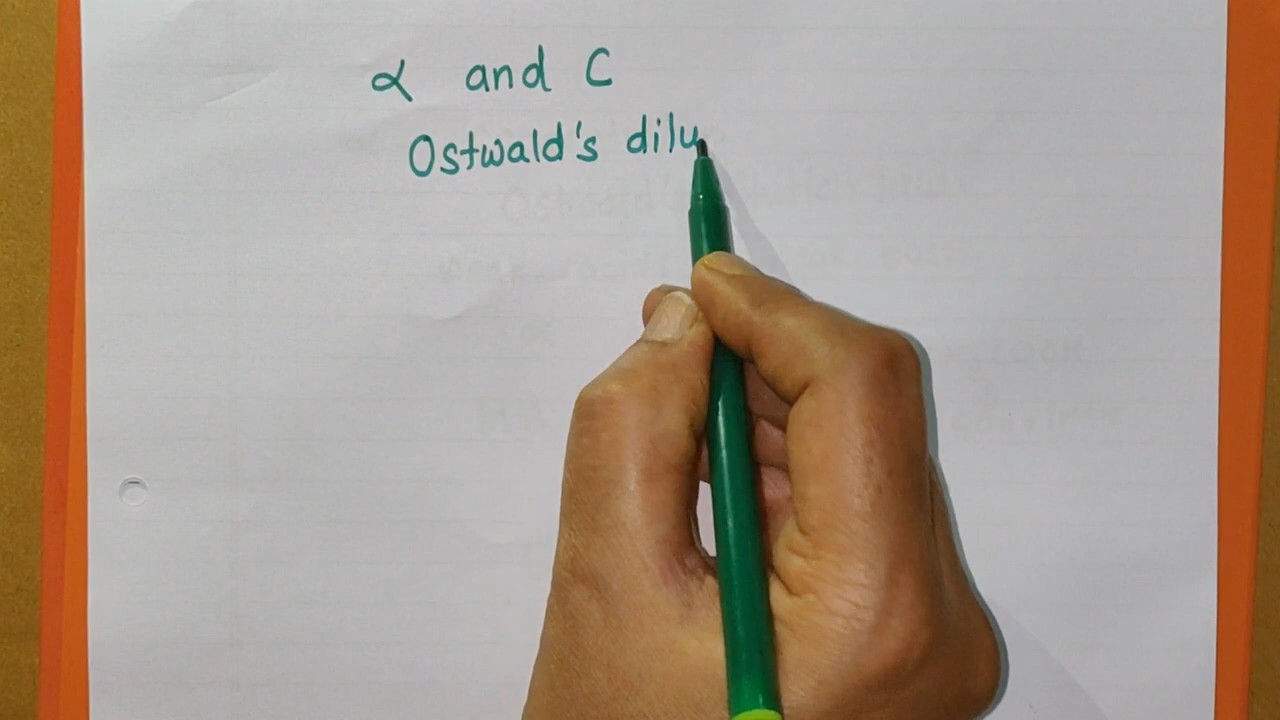 α and C
Ostwald's dilu